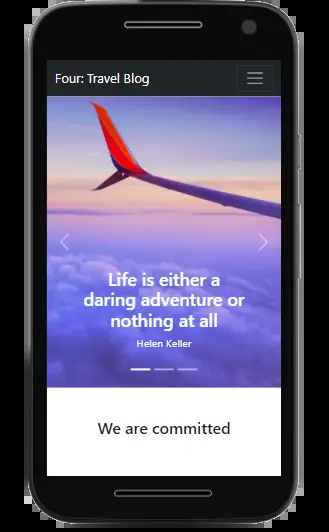 Four: Travel Blog
Life is either a
daring adventure or
nothing at all
Helen Keller
We are committed